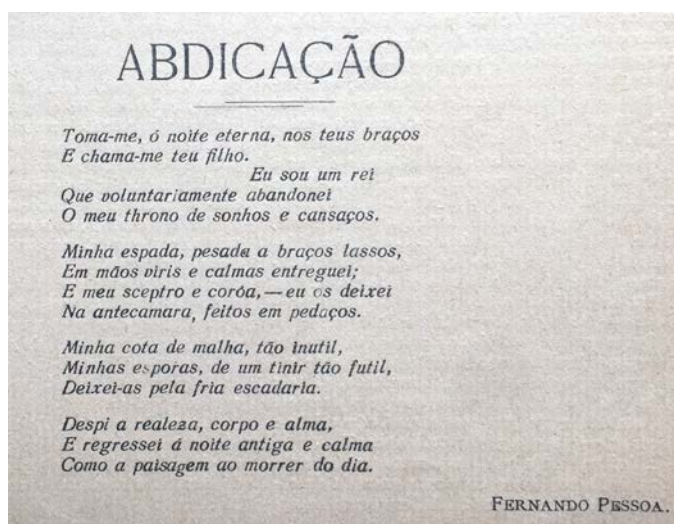 ABDICAÇÃO
Toma-me, ó noite eterna, nos teus braços
E chama-me teu filho.
Eu sou um rei
Que voluntariamente abandonei
O meu throno de sonhos e cansaços.
Minha espada, pesada a braços lassos,
Em mãos viris e calmas entreguei;
E meu sceptro e corôa,—eu os deixei
Na antecamara, feitos em pedaços.
Minha cota de malha, tão inutil,
Minhas esporas, de um tinir tão futil,
Deixei-as pela fria escadaria.
Despi a realeza, corpo e alma,
E regressei á noite antiga e calma
Como a paisagem ao morrer do dia.
FERNANDO PESSOA.